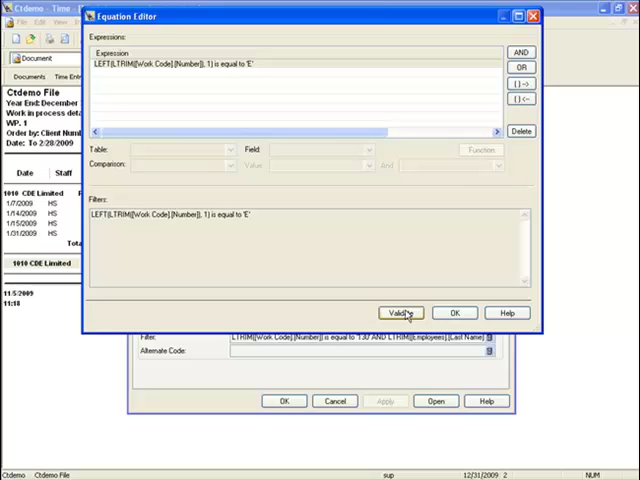 Ctdemo - Time -
Equation Editor
File Edit View
Expressions:
Expression
LEFT(LTRIM([Work Code].[Number]), 1) is equal to 'E'
AND
OR
( ) ->
( ) <-
Delete
Document
Documents Time Entr
Ctdemo File
Year End: December
Work in process deta
WP. 1
Order by: Client Numb
Date: To 2/28/2009
Table:
Field:
Function
Comparison:
Value:
And
Date Staff
Filters:
LEFT(LTRIM([Work Code].[Number]), 1) is equal to 'E'
1010 CDE Limited
1/7/2009 HS
1/14/2009 HS
1/15/2009 HS
1/31/2009 HS
Tota
1010 CDE Limited
11/5/2009
11:18
Validate
OK
Help
Filter:
LTRIM([Work Code].[Number]) is equal to '130' AND LTRIM([Employees].[Last Name]
Alternate Code:
OK
Cancel
Apply
Open
Help
Ctdemo Ctdemo File sup 12/31/2009 2 NUM